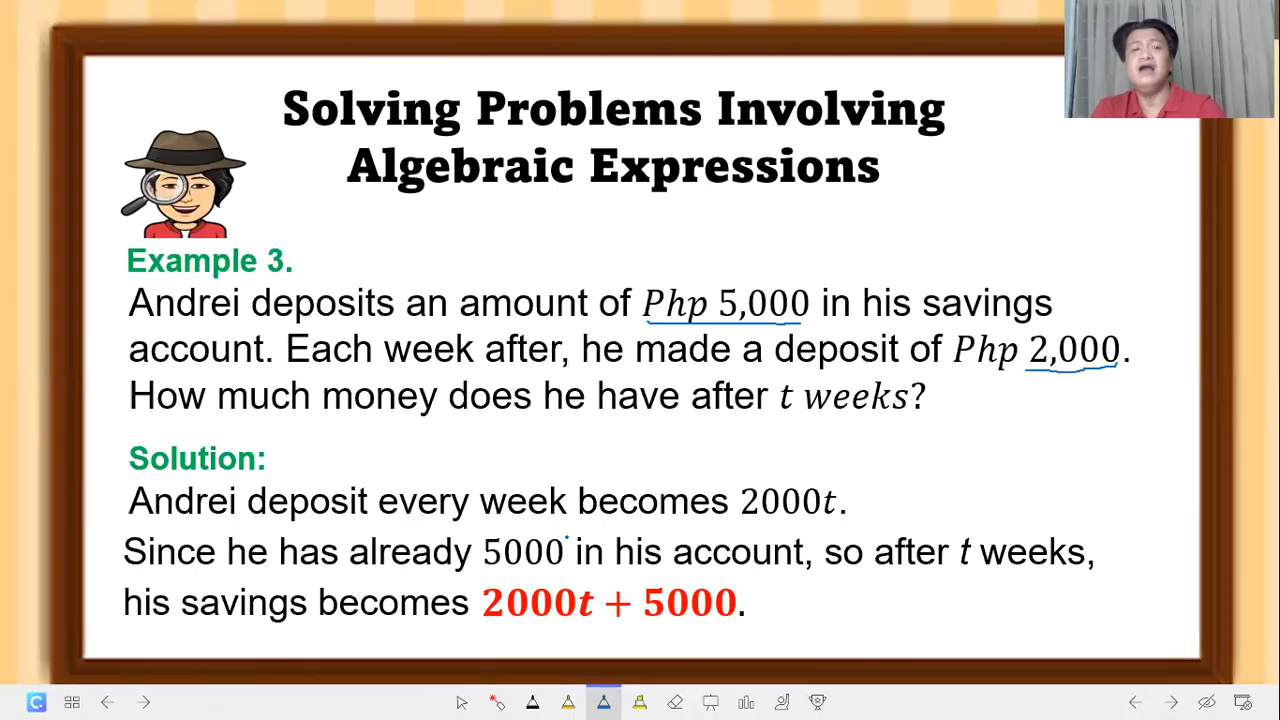 Solving Problems Involving
Algebraic Expressions
Example 3.
Andrei deposits an amount of Php 5,000 in his savings
account. Each week after, he made a deposit of Php 2,000.
How much money does he have after t weeks?
Solution:
Andrei deposit every week becomes 2000t.
Since he has already 5000 in his account, so after t weeks,
his savings becomes 2000t + 5000.